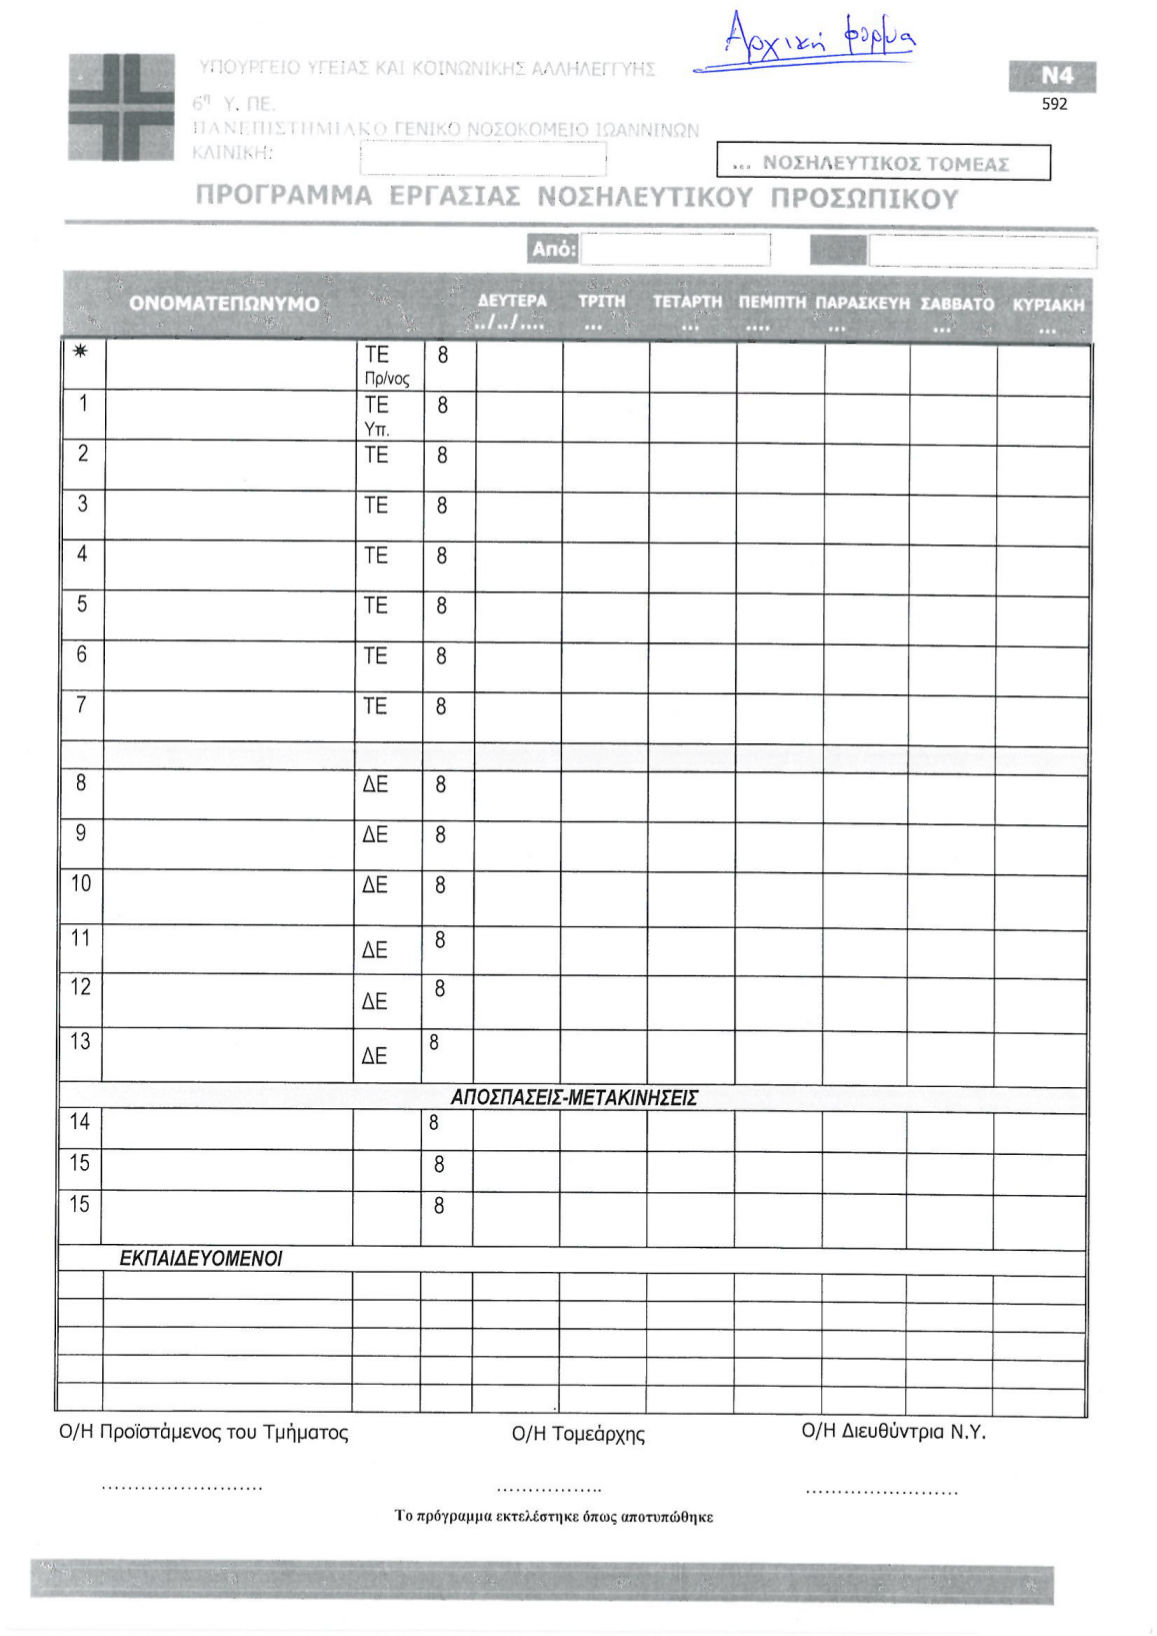 Αρχική φορμα
ΥΠΟΥΡΓΕΙΟ ΥΓΕΙΑΣ ΚΑΙ ΚΟΙΝΩΝΙΚΗΣ ΑΛΛΗΛΕΓΓΥΗΣ
N4
6η Υ. ΠΕ.
592
ΠΑΝΕΠΙΣΤΗΜΙΑΚΟ ΓΕΝΙΚΟ ΝΟΣΟΚΟΜΕΙΟ ΙΩΑΝΝΙΝΩΝ
ΚΛΙΝΙΚΗ:
... ΝΟΣΗΛΕΥΤΙΚΟΣ ΤΟΜΕΑΣ
ΠΡΟΓΡΑΜΜΑ ΕΡΓΑΣΙΑΣ ΝΟΣΗΛΕΥΤΙΚΟΥ ΠΡΟΣΩΠΙΚΟΥ
Από:
ΟΝΟΜΑΤΕΠΩΝΥΜΟ ΔΕΥΤΕΡΑ ΤΡΙΤΗ ΤΕΤΑΡΤΗ ΠΕΜΠΤΗ ΠΑΡΑΣΚΕΥΗ ΣΑΒΒΑΤΟ ΚΥΡΙΑΚΗ
../../.... ... ... .... ... ... ...
✷ ΤΕ 8
Πρ/νος
1 ΤΕ 8
Υπ.
2 ΤΕ 8
3 ΤΕ 8
4 ΤΕ 8
5 ΤΕ 8
6 ΤΕ 8
7 ΤΕ 8
8 ΔΕ 8
9 ΔΕ 8
10 ΔΕ 8
11 ΔΕ 8
12 ΔΕ 8
13 ΔΕ 8
ΑΠΟΣΠΑΣΕΙΣ-ΜΕΤΑΚΙΝΗΣΕΙΣ
14 8
15 8
15 8
ΕΚΠΑΙΔΕΥΟΜΕΝΟΙ
Ο/Η Προϊστάμενος του Τμήματος Ο/Η Τομεάρχης Ο/Η Διευθύντρια Ν.Υ.
......................... ................ .......................
Το πρόγραμμα εκτελέστηκε όπως αποτυπώθηκε